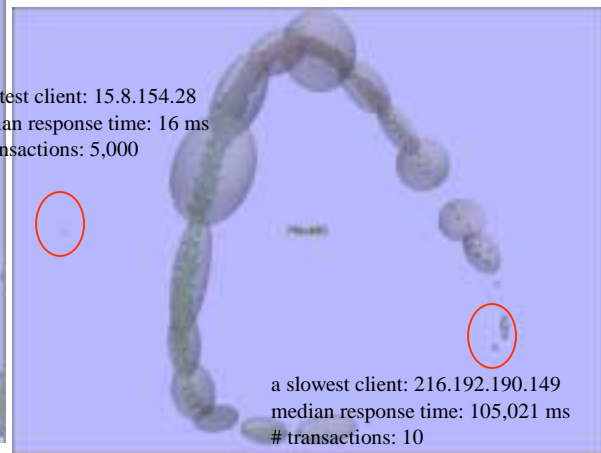 test client: 15.8.154.28
an response time: 16 ms
nsactions: 5,000
a slowest client: 216.192.190.149
median response time: 105,021 ms
# transactions: 10